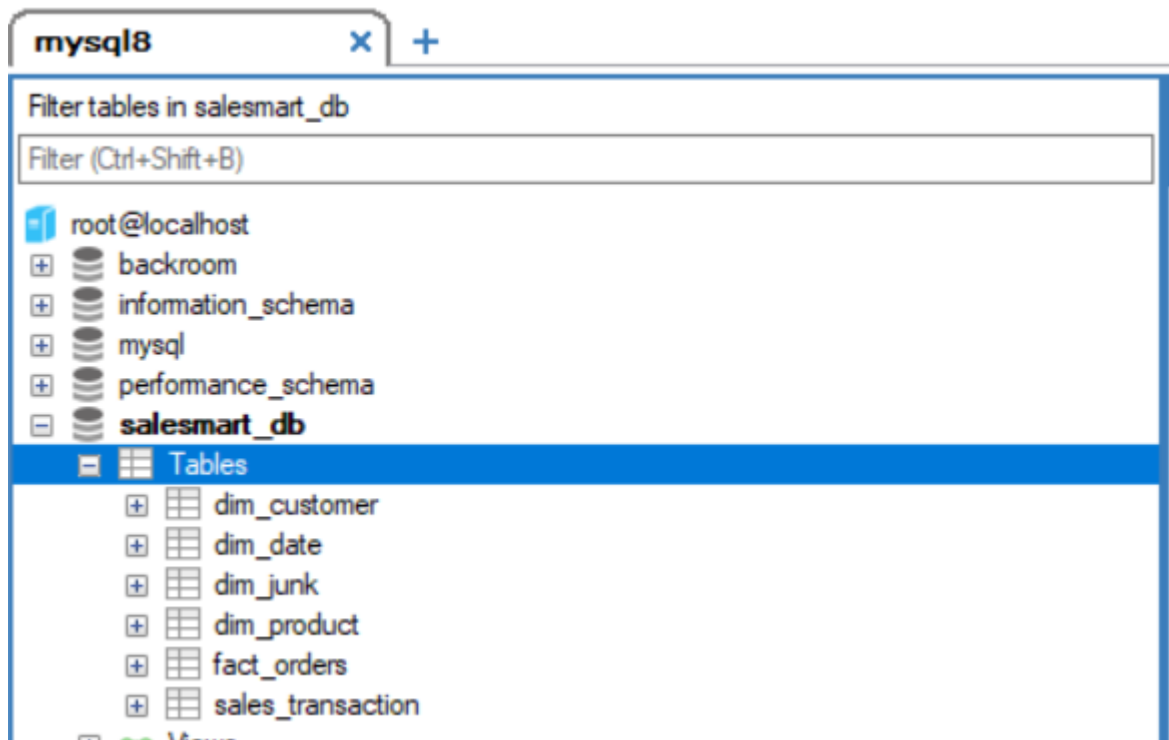 mysql8
Filter tables in salesmart_db
Filter (Ctrl+Shift+B)
root@localhost
backroom
information_schema
mysql
performance_schema
salesmart_db
Tables
dim_customer
dim_date
dim_junk
dim_product
fact_orders
sales_transaction
Views